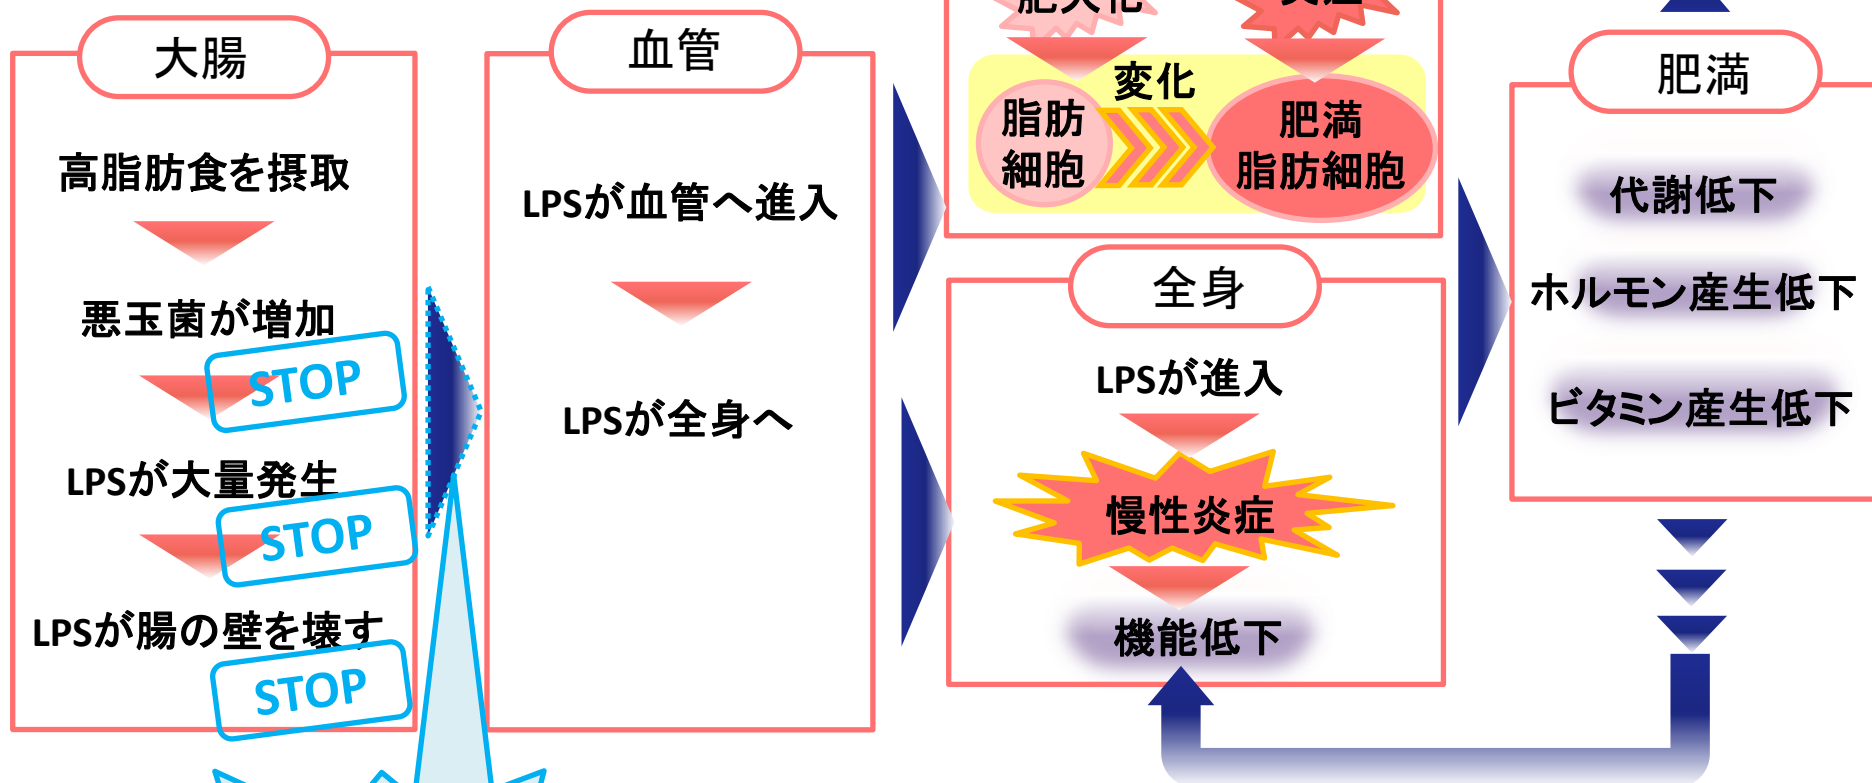 大腸
高脂肪食を摂取
悪玉菌が増加
STOP
LPSが大量発生
STOP
LPSが腸の壁を壊す
STOP
血管
LPSが血管へ進入
LPSが全身へ
変化
脂肪
細胞
肥満
脂肪細胞
全身
LPSが進入
慢性炎症
機能低下
肥満
代謝低下
ホルモン産生低下
ビタミン産生低下